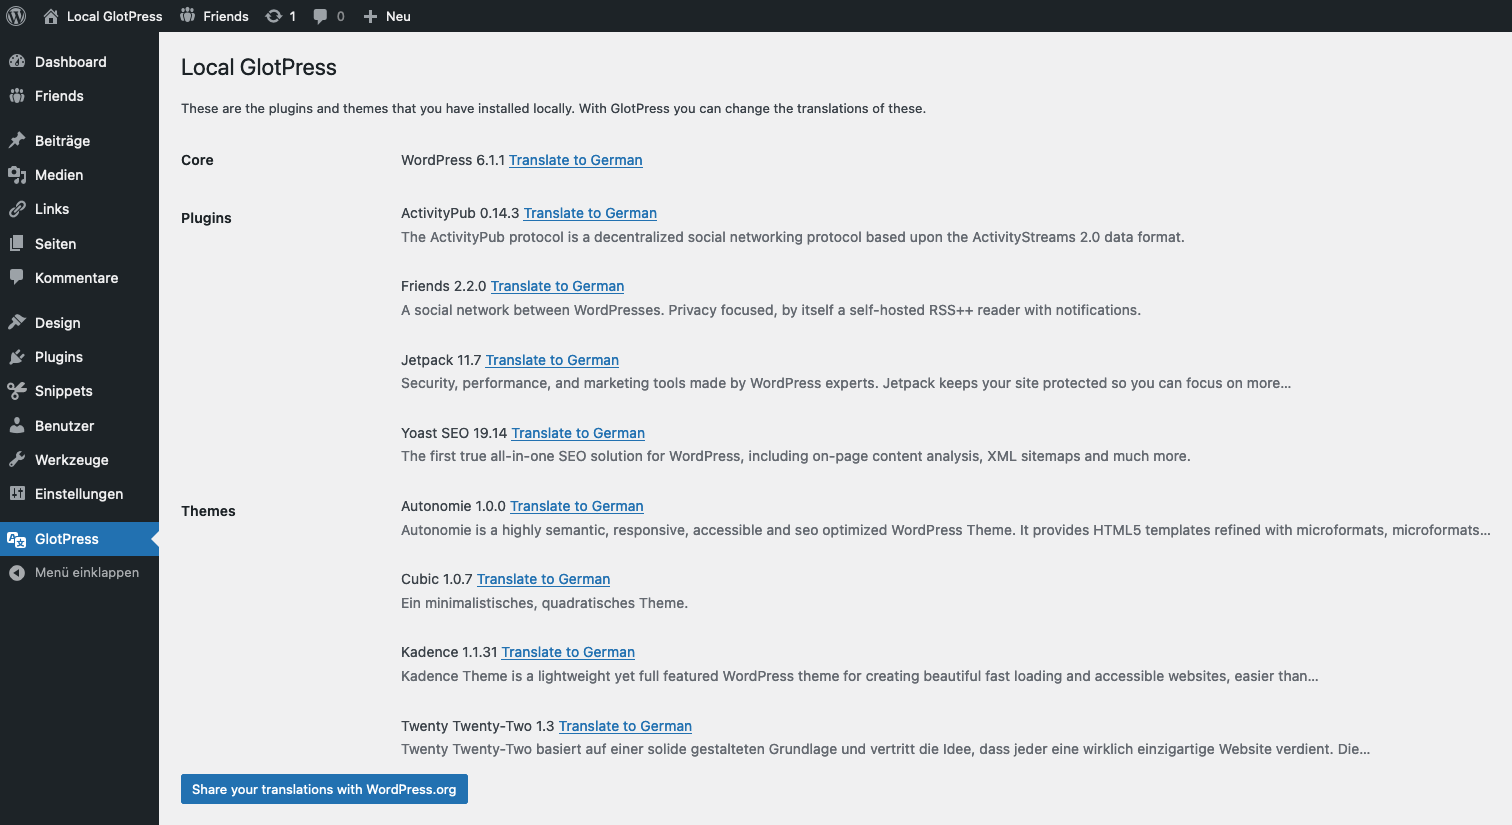 Local GlotPress
Friends
1
0
Neu
Dashboard
Friends
Beiträge
Medien
Links
Seiten
Kommentare
Design
Plugins
Snippets
Benutzer
Werkzeuge
Einstellungen
GlotPress
Menü einklappen
Local GlotPress
These are the plugins and themes that you have installed locally. With GlotPress you can change the translations of these.
Core
WordPress 6.1.1 Translate to German
Plugins
ActivityPub 0.14.3 Translate to German
The ActivityPub protocol is a decentralized social networking protocol based upon the ActivityStreams 2.0 data format.
Friends 2.2.0 Translate to German
A social network between WordPresses. Privacy focused, by itself a self-hosted RSS++ reader with notifications.
Jetpack 11.7 Translate to German
Security, performance, and marketing tools made by WordPress experts. Jetpack keeps your site protected so you can focus on more…
Yoast SEO 19.14 Translate to German
The first true all-in-one SEO solution for WordPress, including on-page content analysis, XML sitemaps and much more.
Themes
Autonomie 1.0.0 Translate to German
Autonomie is a highly semantic, responsive, accessible and seo optimized WordPress Theme. It provides HTML5 templates refined with microformats, microformats…
Cubic 1.0.7 Translate to German
Ein minimalistisches, quadratisches Theme.
Kadence 1.1.31 Translate to German
Kadence Theme is a lightweight yet full featured WordPress theme for creating beautiful fast loading and accessible websites, easier than…
Twenty Twenty-Two 1.3 Translate to German
Twenty Twenty-Two basiert auf einer solide gestalteten Grundlage und vertritt die Idee, dass jeder eine wirklich einzigartige Website verdient. Die…
Share your translations with WordPress.org